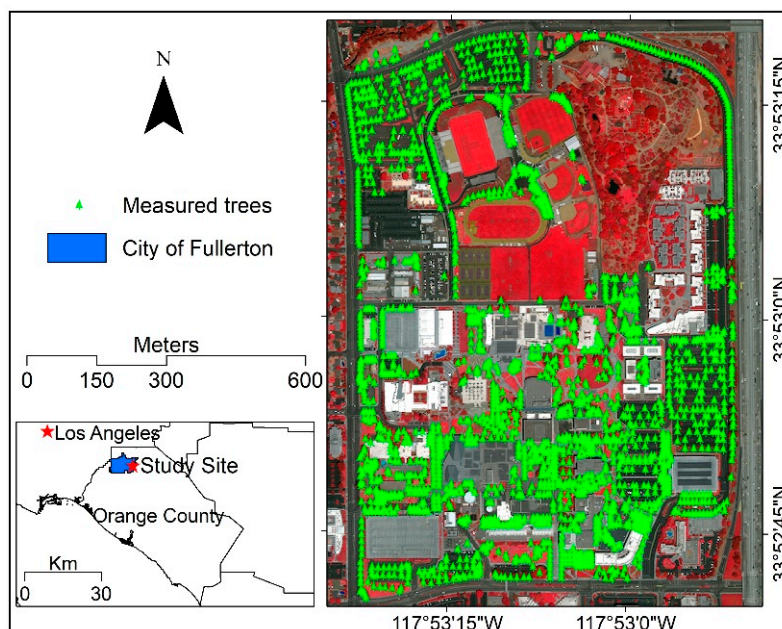 N
Measured trees
City of Fullerton
Meters
0 150 300 600
Los Angeles
Study Site
Orange County
Km
0 30
33°53'15"N
33°53'0"N
33°52'45"N
117°53'15"W 117°53'0"W